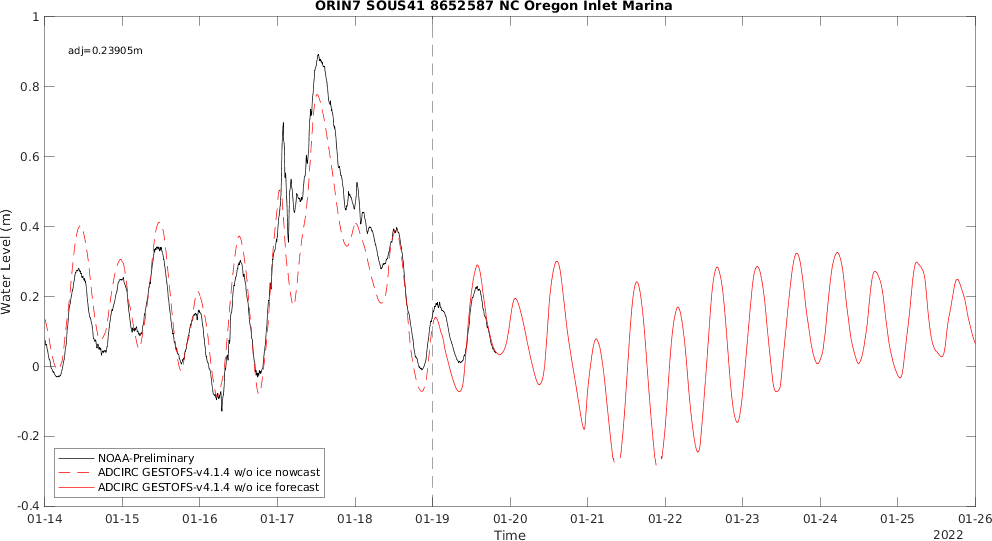 ORIN7 SOUS41 8652587 NC Oregon Inlet Marina
adj=0.23905m
1
0.8
0.6
0.4
0.2
0
-0.2
-0.4
Water Level (m)
NOAA-Preliminary
ADCIRC GESTOFS-v4.1.4 w/o ice nowcast
ADCIRC GESTOFS-v4.1.4 w/o ice forecast
01-14 01-15 01-16 01-17 01-18 01-19 01-20 01-21 01-22 01-23 01-24 01-25 01-26
Time
2022